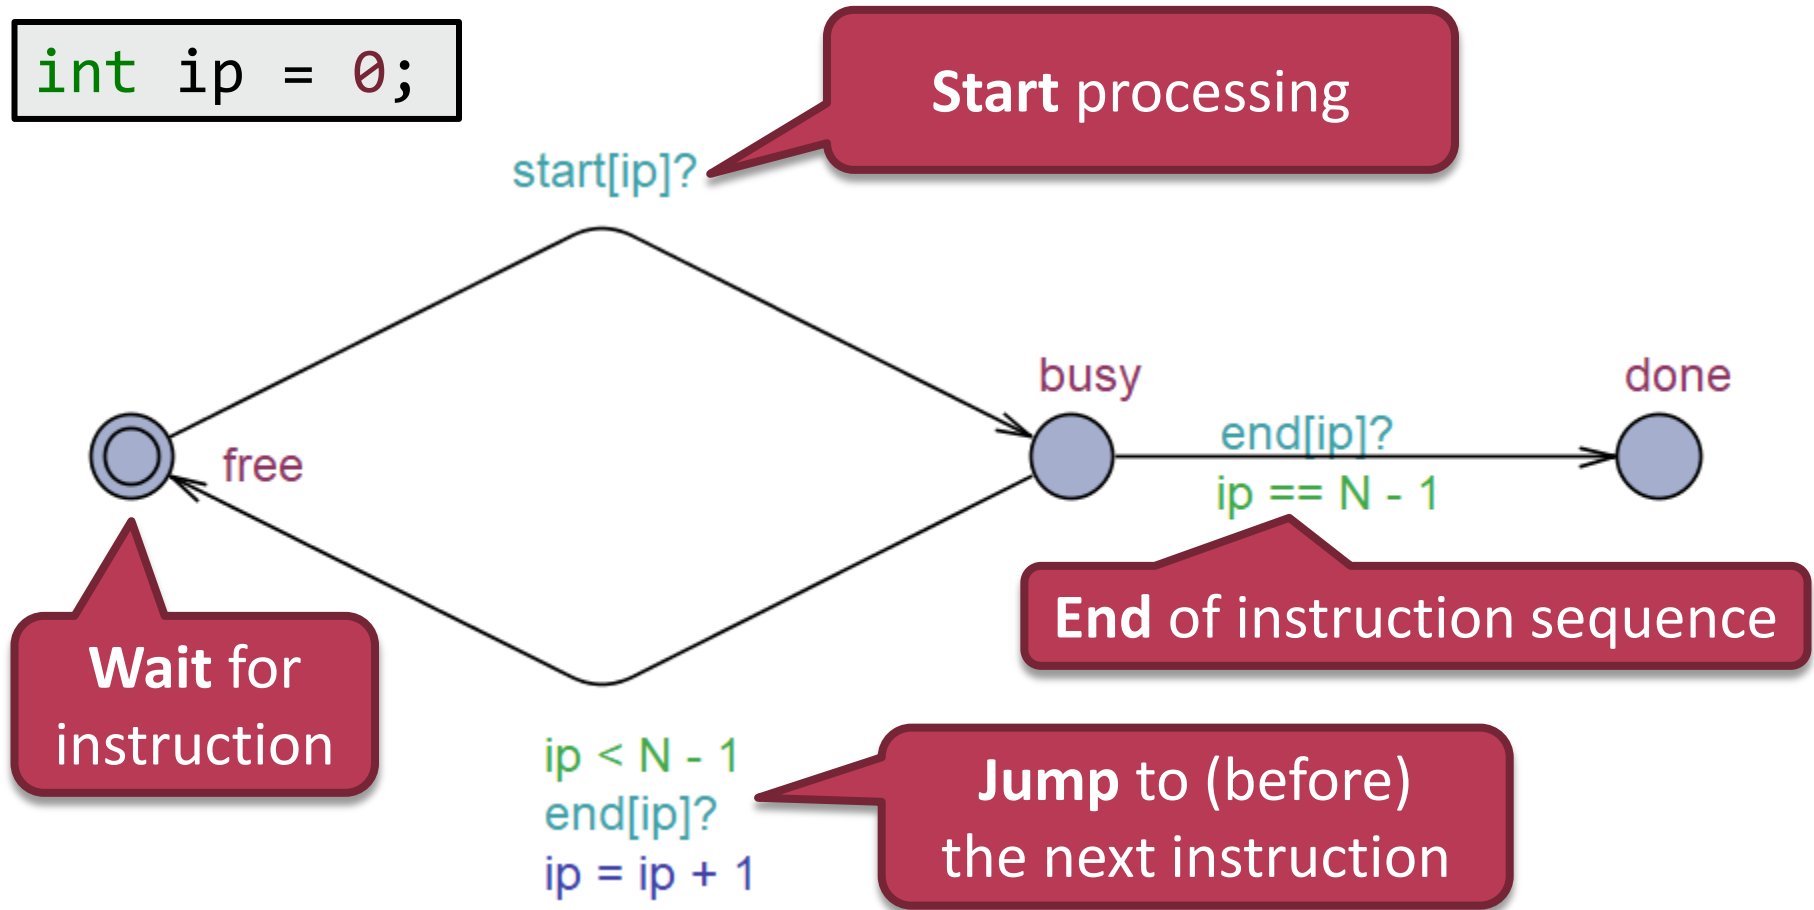 int ip = 0;
Start processing
start[ip]?
busy
done
end[ip]?
free
ip == N - 1
End of instruction sequence
Wait for
instruction
ip < N - 1
end[ip]?
ip = ip + 1
Jump to (before)
the next instruction